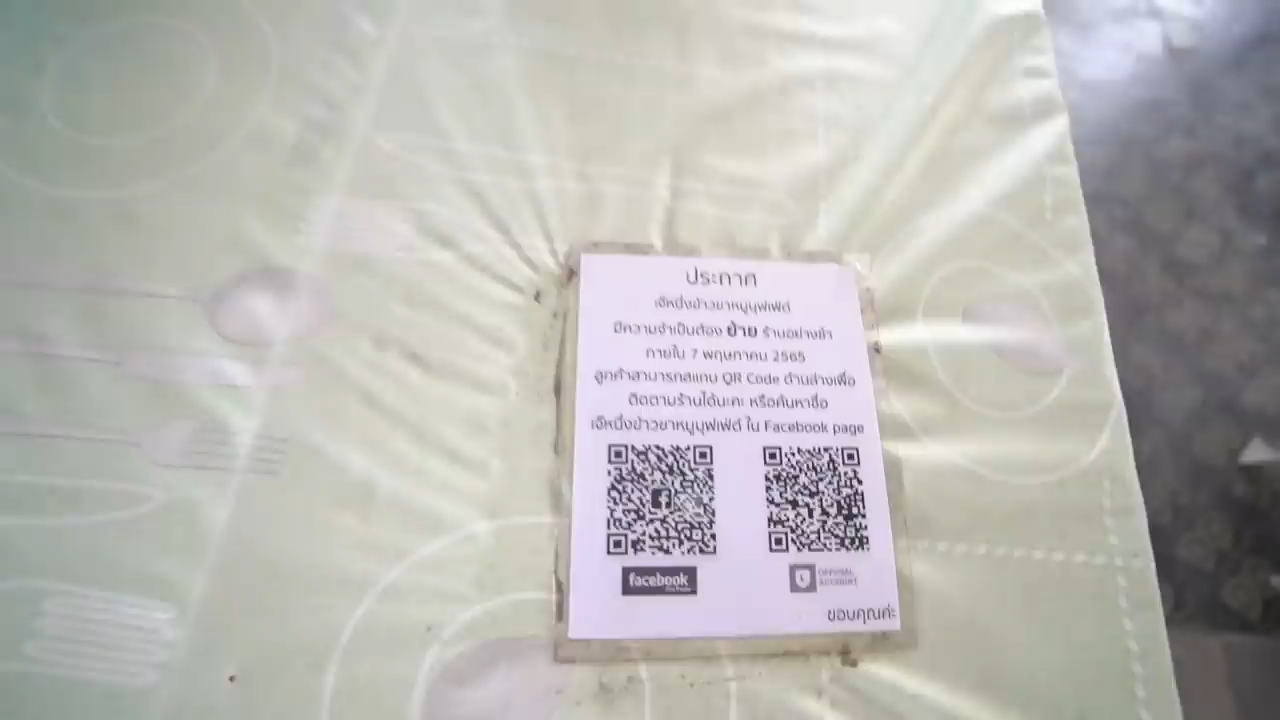 ประกาศ
เจ๊หนึ่งข้าวขาหมูบุฟเฟ่ต์
มีความจำเป็นต้อง ย้าย ร้านอย่างช้า
ภายใน 7 พฤษภาคม 2565
ลูกค้าสามารถสแกน QR Code ด้านล่างเพื่อ
ติดตามร้านได้นะคะ หรือค้นหาชื่อ
เจ๊หนึ่งข้าวขาหมูบุฟเฟ่ต์ ใน Facebook page
facebook
OFFICIAL
ACCOUNT
ขอบคุณค่ะ